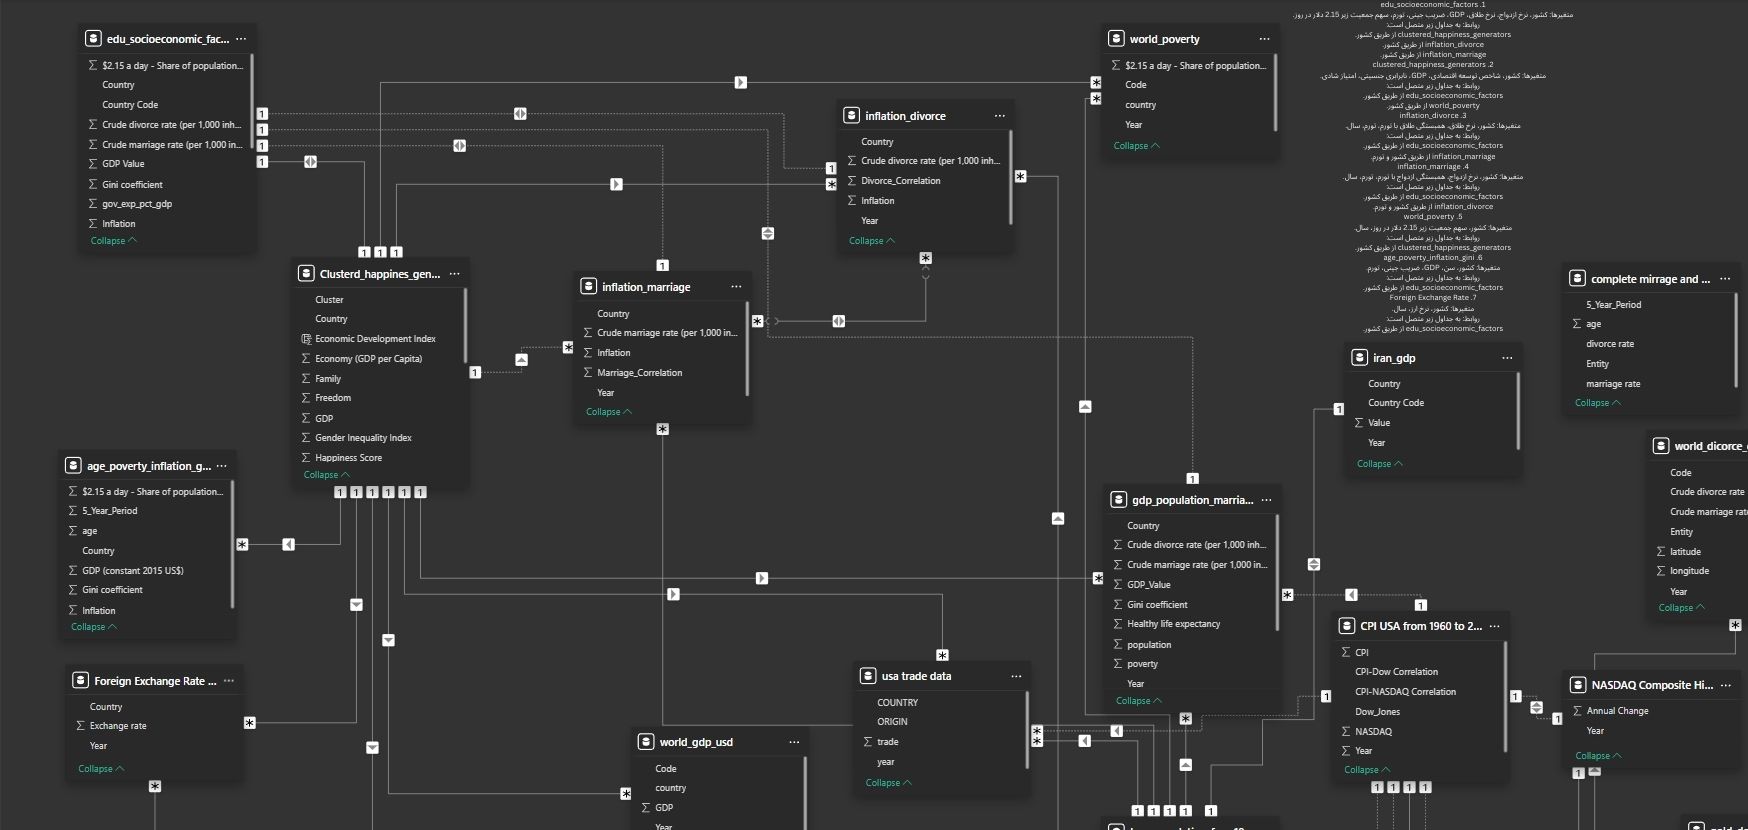 edu_socioeconomic_fac...
$2.15 a day - Share of population...
Country
Country Code
Crude divorce rate (per 1,000 inh...
Crude marriage rate (per 1,000 in...
GDP Value
Gini coefficient
gov_exp_pct_gdp
Inflation
Collapse
world_poverty
$2.15 a day - Share of population...
Code
country
Year
Collapse
inflation_divorce
Country
Crude divorce rate (per 1,000 inh...
Divorce_Correlation
Inflation
Year
Collapse
edu_socioeconomic_factors .1
متغیرها: کشور، نرخ ازدواج، نرخ طلاق، GDP، ضریب جینی، تورم، سهم جمعیت زیر 2.15 دلار در روز.
روابط: به جداول زیر متصل است:
clustered_happiness_generators از طریق کشور.
inflation_divorce از طریق کشور
inflation_marriage از طریق کشور.
clustered_happiness_generators .2
متغیرها: کشور، شاخص توسعه اقتصادی، GDP، نابرابری جنسیتی، امتیاز شادی.
edu_socioeconomic_factors از طریق کشور.
world_poverty از طریق کشور.
inflation_divorce .3
متغیرها: کشور، نرخ طلاق، همبستگی طلاق با تورم، تورم، سال.
روابط: به جداول زیر متصل است:
edu_socioeconomic_factors از طریق کشور.
inflation_marriage از طریق کشور و تورم.
inflation_marriage .4
متغیرها: کشور، نرخ ازدواج، همبستگی ازدواج با تورم، تورم، سال.
روابط: به جداول زیر متصل است:
edu_socioeconomic_factors از طریق کشور.
inflation_divorce از طریق کشور و تورم.
world_poverty .5
متغیرها: کشور، سهم جمعیت زیر 2.15 دلار در روز، سال.
روابط: به جداول زیر متصل است:
clustered_happiness_generators از طریق کشور.
age_poverty_inflation_gini .6
متغیرها: کشور، سن، GDP، ضریب جینی، تورم.
روابط: به جداول زیر متصل است:
edu_socioeconomic_factors از طریق کشور.
Foreign Exchange Rate .7
متغیرها: کشور، نرخ ارز، سال.
روابط: به جداول زیر متصل است:
edu_socioeconomic_factors از طریق کشور.
Clusterd_happines_gen...
Cluster
Country
Economic Development Index
Economy (GDP per Capita)
Family
Freedom
GDP
Gender Inequality Index
Happiness Score
Collapse
inflation_marriage
Country
Crude marriage rate (per 1,000 in...
Inflation
Marriage_Correlation
Year
Collapse
complete mirrage and ...
5_Year_Period
age
divorce rate
Entity
marriage rate
Collapse
iran_gdp
Country
Country Code
Value
Year
Collapse
age_poverty_inflation_g...
$2.15 a day - Share of population...
5_Year_Period
age
Country
GDP (constant 2015 US$)
Gini coefficient
Inflation
Collapse
world_dicorce_
Code
Crude divorce rate
Crude marriage rat
Entity
latitude
longitude
Year
Collapse
gdp_population_marria...
Country
Crude divorce rate (per 1,000 inh...
Crude marriage rate (per 1,000 in...
GDP_Value
Gini coefficient
Healthy life expectancy
population
poverty
Year
Collapse
CPI USA from 1960 to 2...
CPI
CPI-Dow Correlation
CPI-NASDAQ Correlation
Dow_Jones
NASDAQ
Year
Collapse
NASDAQ Composite Hi...
Annual Change
Year
Collapse
Foreign Exchange Rate ...
Country
Exchange rate
Year
Collapse
usa trade data
COUNTRY
ORIGIN
trade
year
Collapse
world_gdp_usd
Code
country
GDP
Year